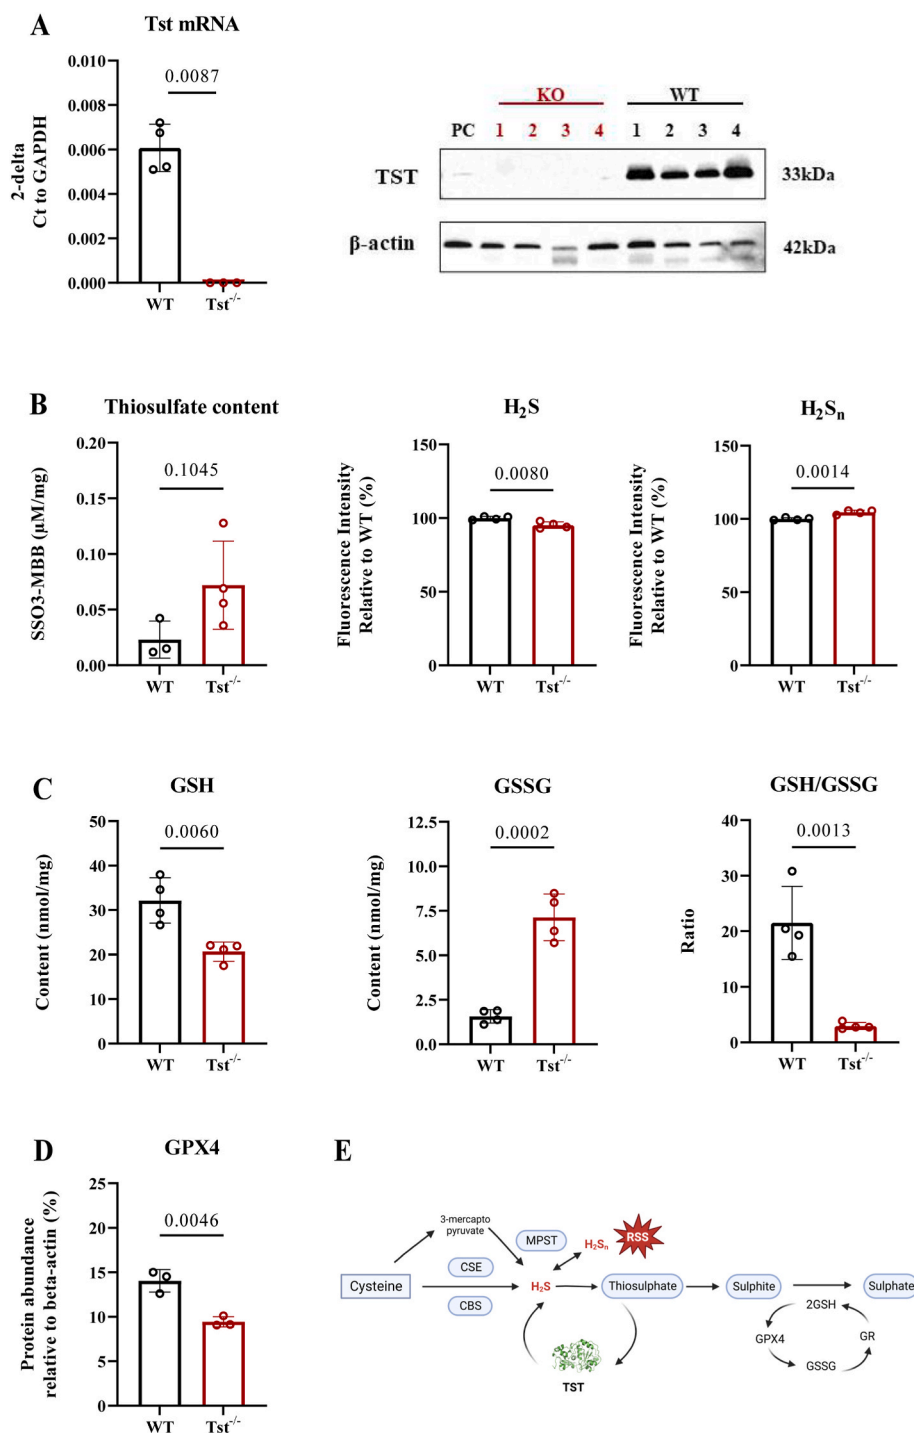 A
Tst mRNA
2-delta
Ct to GAPDH
0.010
0.008
0.006
0.004
0.002
0.000
0.0087
WT
Tst-/-
KO
WT
PC 1 2 3 4 1 2 3 4
TST
33kDa
β-actin
42kDa
B
Thiosulfate content
SSO3-MBB (µM/mg)
0.20
0.15
0.10
0.05
0.00
0.1045
WT
Tst-/-
H2S
Fluorescence Intensity
Relative to WT (%)
150
100
50
0
0.0080
WT
Tst-/-
H2Sn
Fluorescence Intensity
Relative to WT (%)
150
100
50
0
0.0014
WT
Tst-/-
C
GSH
Content (nmol/mg)
50
40
30
20
10
0
0.0060
WT
Tst-/-
GSSG
Content (nmol/mg)
12.5
10.0
7.5
5.0
2.5
0.0
0.0002
WT
Tst-/-
GSH/GSSG
Ratio
40
30
20
10
0
0.0013
WT
Tst-/-
D
GPX4
Protein abundance
relative to beta-actin (%)
25
20
15
10
5
0
0.0046
WT
Tst-/-
E
3-mercapto
pyruvate
MPST
H2Sn
RSS
CSE
Cysteine
H2S
Thiosulphate
Sulphite
Sulphate
CBS
2GSH
GPX4
GR
GSSG
TST